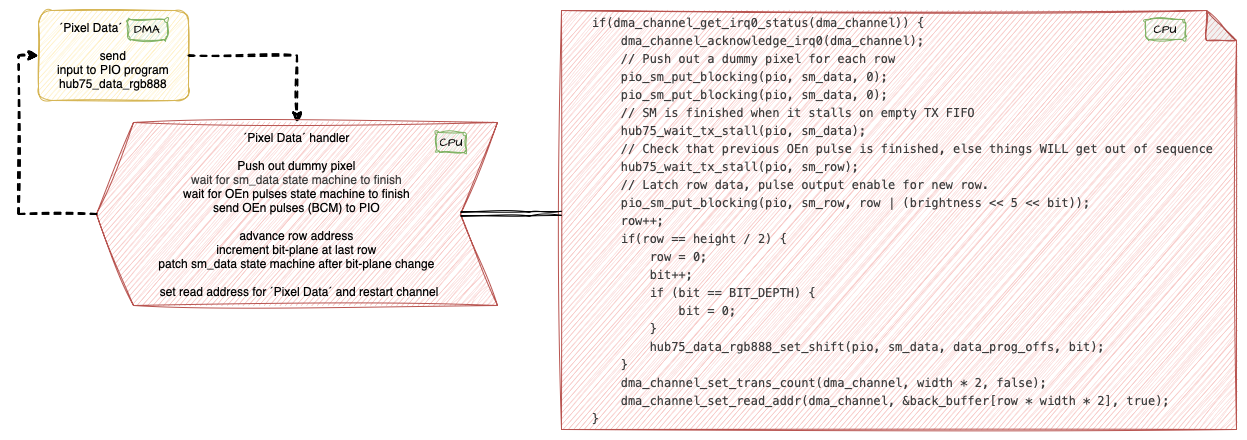 ´Pixel Data´ DMA
send
input to PIO program
hub75_data_rgb888
´Pixel Data´ handler
CPU
Push out dummy pixel
wait for sm_data state machine to finish
wait for OEn pulses state machine to finish
send OEn pulses (BCM) to PIO
advance row address
increment bit-plane at last row
patch sm_data state machine after bit-plane change
set read address for ´Pixel Data´ and restart channel
CPU
if(dma_channel_get_irq0_status(dma_channel)) {
    dma_channel_acknowledge_irq0(dma_channel);
    // Push out a dummy pixel for each row
    pio_sm_put_blocking(pio, sm_data, 0);
    pio_sm_put_blocking(pio, sm_data, 0);
    // SM is finished when it stalls on empty TX FIFO
    hub75_wait_tx_stall(pio, sm_data);
    // Check that previous OEn pulse is finished, else things WILL get out of sequence
    hub75_wait_tx_stall(pio, sm_row);
    // Latch row data, pulse output enable for new row.
    pio_sm_put_blocking(pio, sm_row, row | (brightness << 5 << bit));
    row++;
    if(row == height / 2) {
        row = 0;
        bit++;
        if (bit == BIT_DEPTH) {
            bit = 0;
        }
        hub75_data_rgb888_set_shift(pio, sm_data, data_prog_offs, bit);
    }
    dma_channel_set_trans_count(dma_channel, width * 2, false);
    dma_channel_set_read_addr(dma_channel, &back_buffer[row * width * 2], true);
}